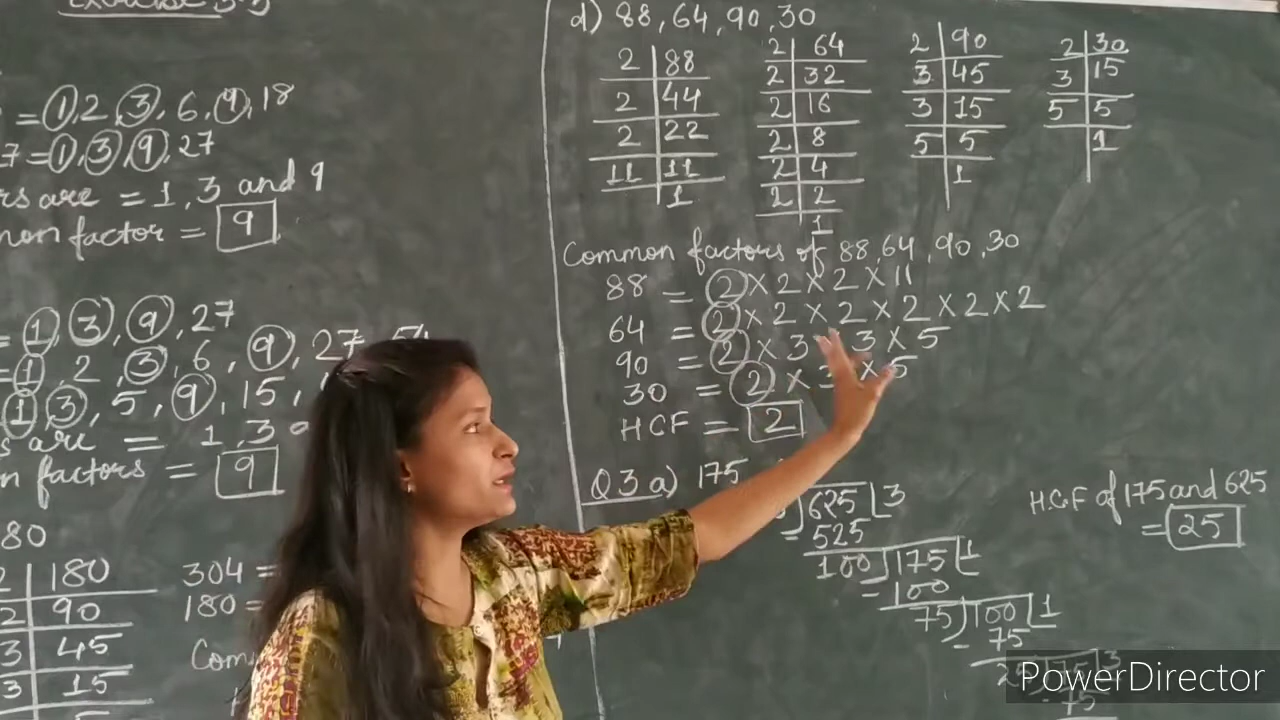 Exercise 3.3
= 1, 2, 3, 6, 9, 18
7 = 1, 3, 9, 27
rs are = 1, 3 and 9
mon factor = 9
= 1, 3, 9, 27
= 1, 2, 3, 6, 9, 27, 54
1, 3, 5, 9, 15,
s are = 1, 3
n factors = 9
80
2 | 180
2 | 90
3 | 45
3 | 15
304 =
180 =
Com
d) 88, 64, 90, 30
2 | 88
2 | 44
2 | 22
11 | 11
1
2 | 64
2 | 32
2 | 16
2 | 8
2 | 4
2 | 2
1
2 | 90
3 | 45
3 | 15
5 | 5
1
2 | 30
3 | 15
5 | 5
1
Common factors of 88, 64, 90, 30
88 = 2 × 2 × 2 × 11
64 = 2 × 2 × 2 × 2 × 2 × 2
90 = 2 × 3 3 × 5
30 = 2 × × 5
HCF = 2
Q3 a) 175
) 625 | 3
- 525
100 ) 175 | 1
- 100
75 ) 100 | 1
- 75
25 ) 75 | 3
75
H.C.F of 175 and 625
= 25
PowerDirector